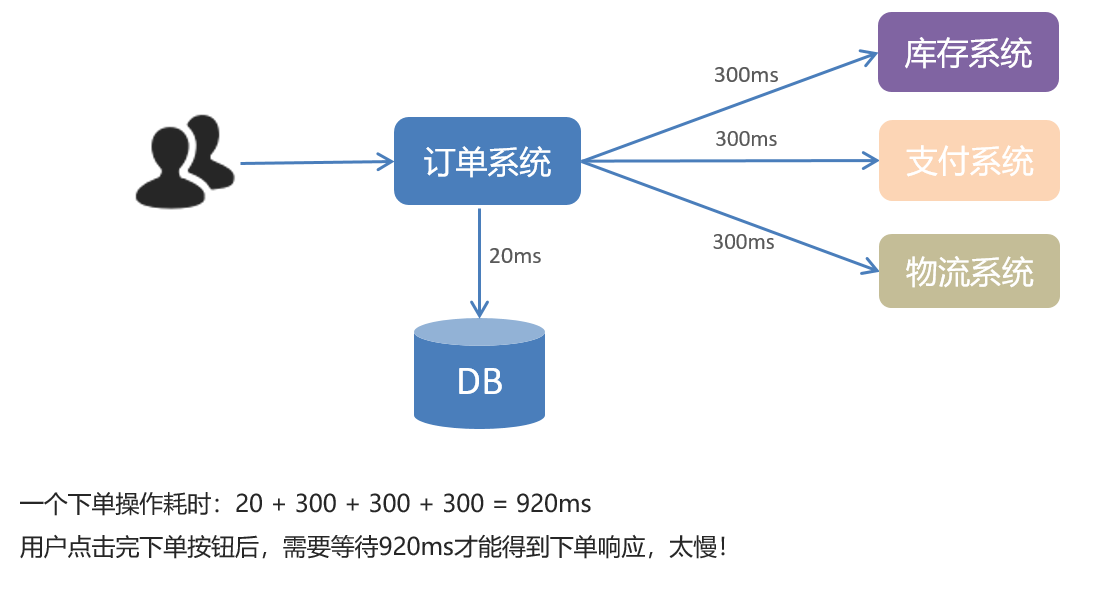 库存系统
300ms
订单系统
300ms
支付系统
300ms
物流系统
20ms
DB
一个下单操作耗时：20 + 300 + 300 + 300 = 920ms
用户点击完下单按钮后，需要等待920ms才能得到下单响应，太慢！